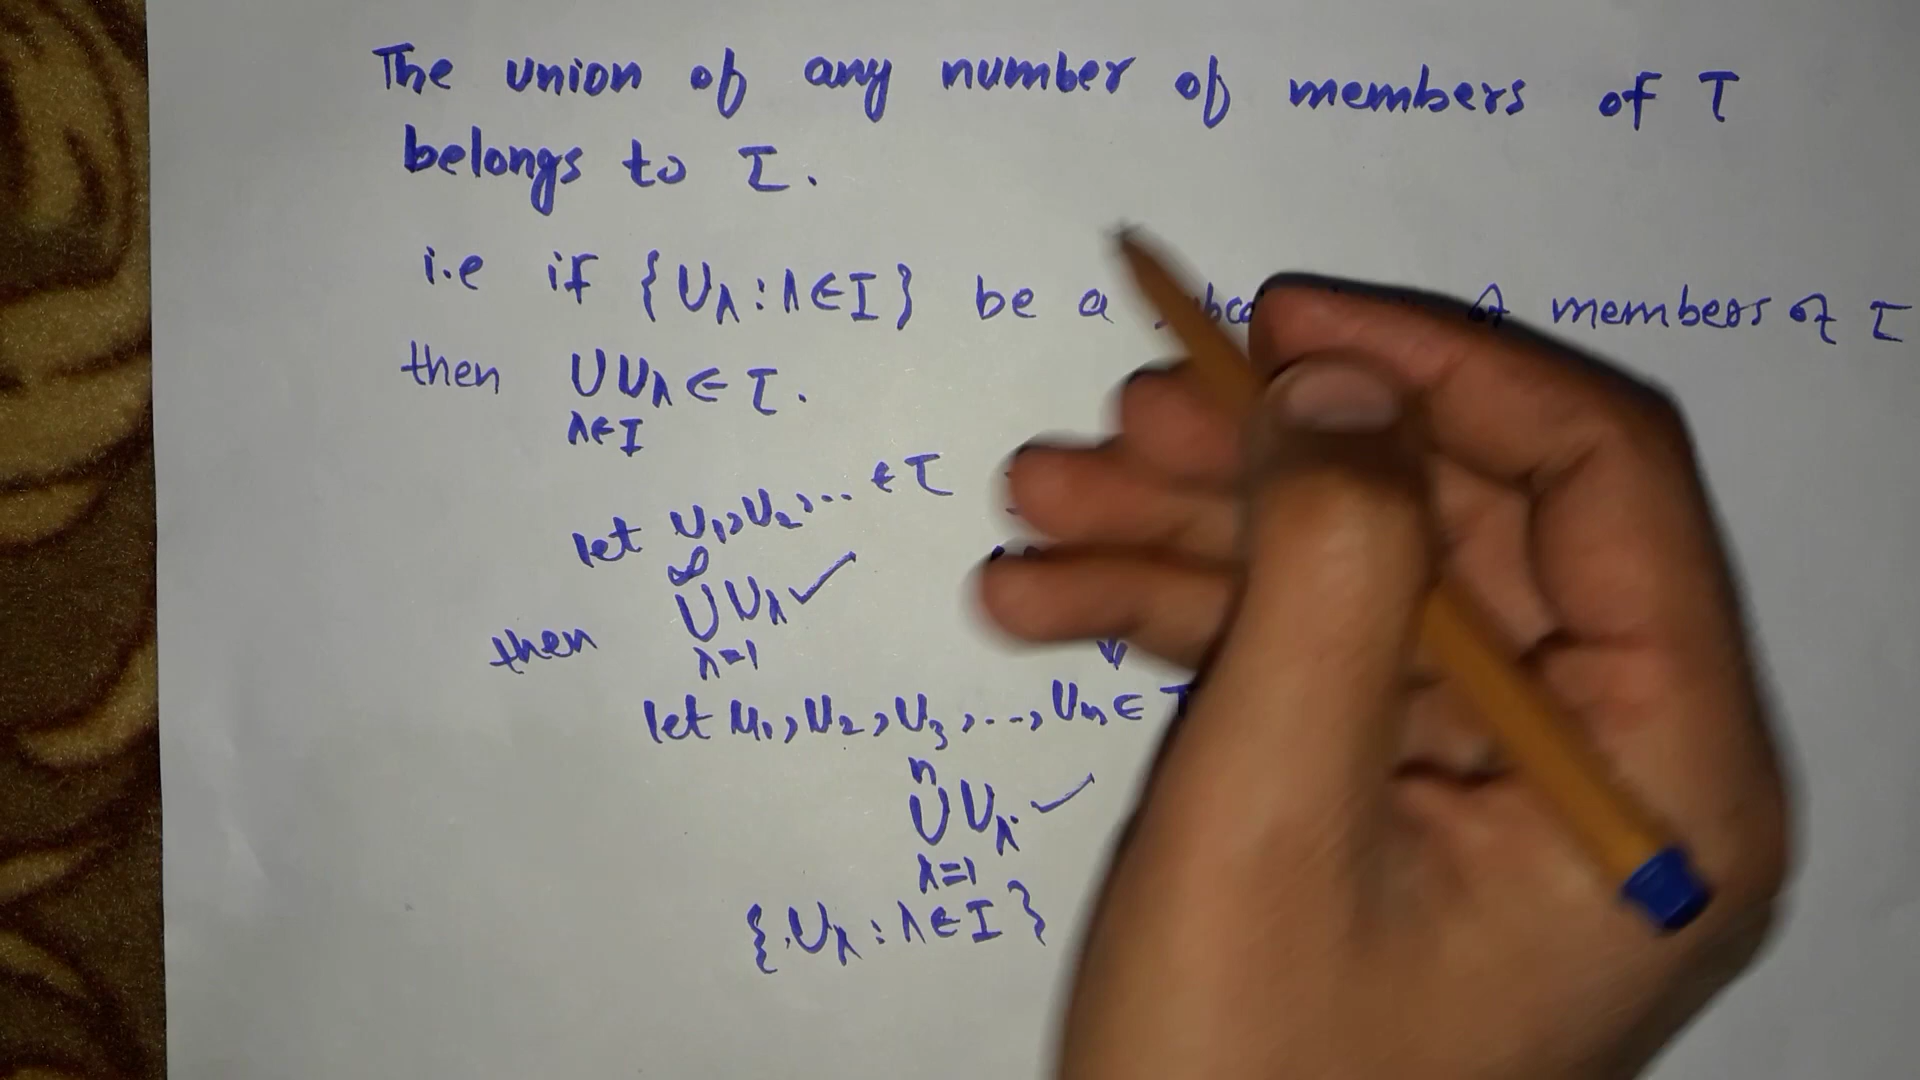 The union of any number of members of τ
belongs to τ.
i.e if {Uλ : λ∈I} be a members of τ
then ∪Uλ ∈ τ.
λ∈I
let U₁,U₂,... ∈ τ
∞
then ∪Uλ ✓
λ=1
let U₁, U₂, U₃, ..., Uₙ ∈ τ
n
∪Uλ ✓
λ=1
{Uλ : λ∈I}